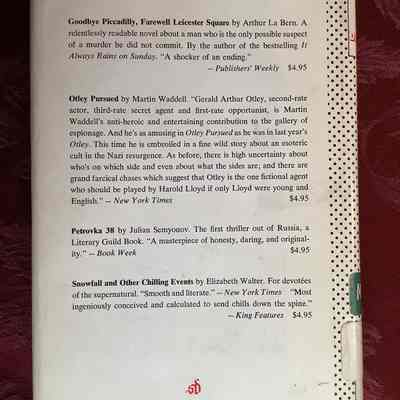 Goodbye Piccadilly, Farewell Leicester Square by Arthur La Bern. A
relentlessly readable novel about a man who is the only possible suspect
of a murder he did not commit. By the author of the bestselling It
Always Rains on Sunday. “A shocker of an ending.”
— Publishers' Weekly $4.95
Otley Pursued by Martin Waddell. “Gerald Arthur Otley, second-rate
actor, third-rate secret agent and first-rate opportunist, is Martin
Waddell's anti-heroic and entertaining contribution to the gallery of
espionage. And he's as amusing in Otley Pursued as he was in last year's
Otley. This time he is embroiled in a fine wild story about an esoteric
cult in the Nazi resurgence. As before, there is high uncertainty about
who's on which side and even about what the sides are; and there are
grand farcical chases which suggest that Otley is the one fictional agent
who should be played by Harold Lloyd if only Lloyd were young and
English.” — New York Times $4.95
Petrovka 38 by Julian Semyonov. The first thriller out of Russia, a
Literary Guild Book. “A masterpiece of honesty, daring, and original-
ity.” — Book Week $4.95
Snowfall and Other Chilling Events by Elizabeth Walter. For devotées
of the supernatural. “Smooth and literate.” — New York Times “Most
ingeniously conceived and calculated to send chills down the spine.”
— King Features $4.95